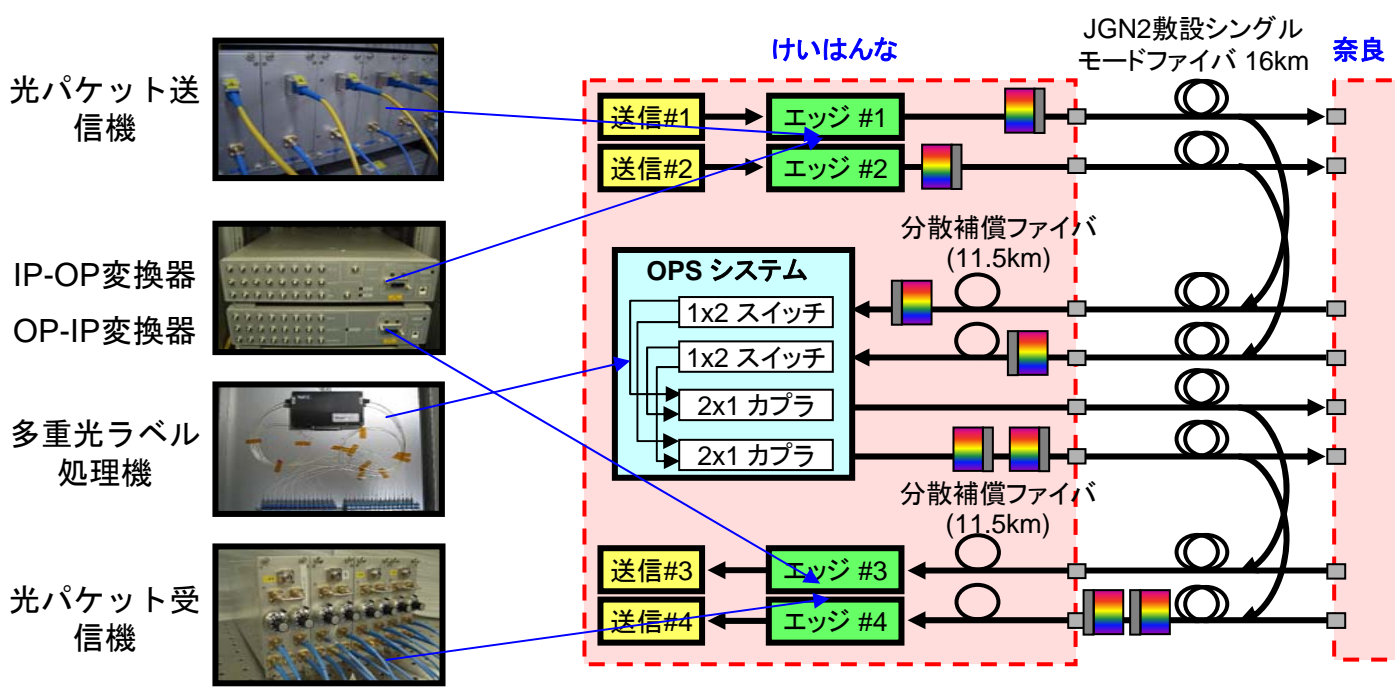 光パケット送
信機
IP-OP変換器
OP-IP変換器
多重光ラベル
処理機
光パケット受
信機
けいはんな
JGN2敷設シングル
モードファイバ 16km
奈良
送信#1
エッジ #1
送信#2
エッジ #2
分散補償ファイバ
(11.5km)
OPS システム
1x2 スイッチ
1x2 スイッチ
2x1 カプラ
2x1 カプラ
分散補償ファイバ
(11.5km)
送信#3
エッジ #3
送信#4
エッジ #4